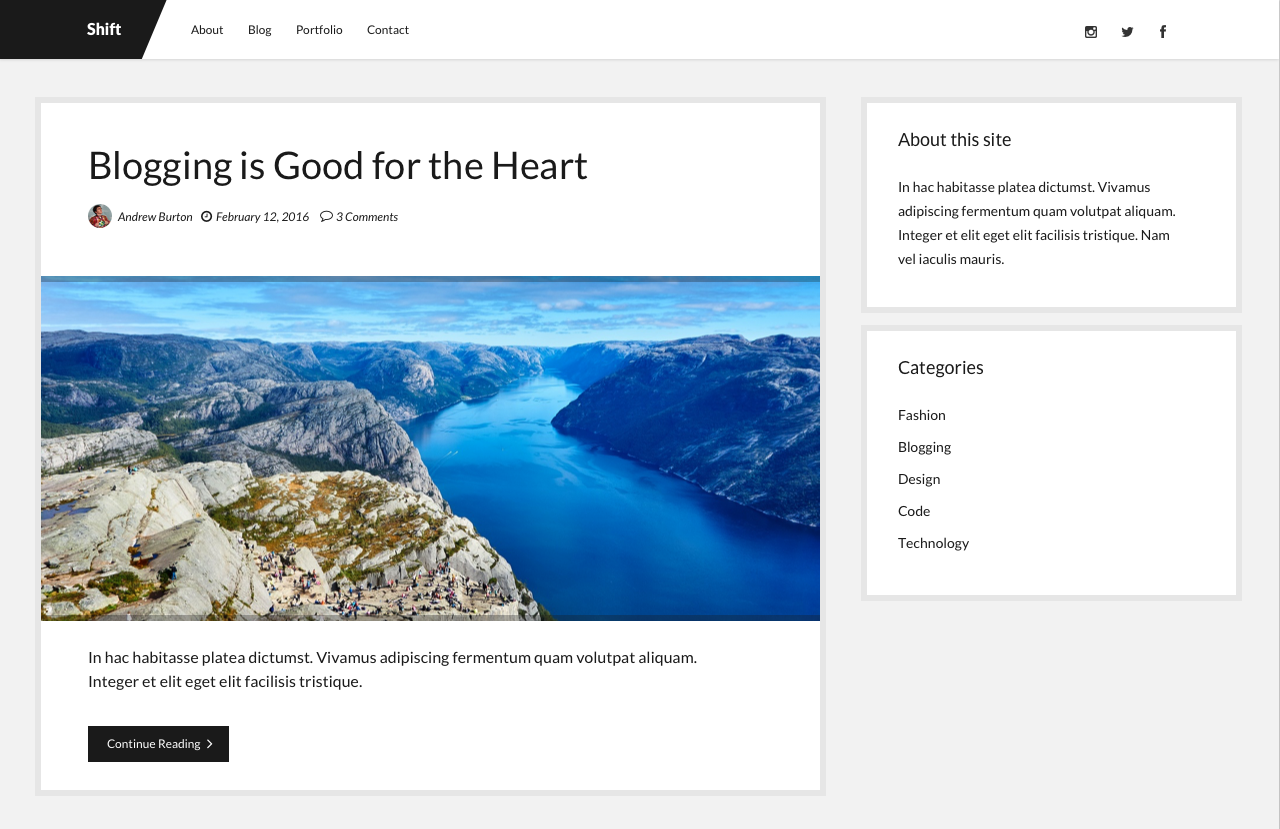 Shift
About
Blog
Portfolio
Contact
Blogging is Good for the Heart
Andrew Burton February 12, 2016 3 Comments
In hac habitasse platea dictumst. Vivamus adipiscing fermentum quam volutpat aliquam.
Integer et elit eget elit facilisis tristique.
Continue Reading
About this site
In hac habitasse platea dictumst. Vivamus
adipiscing fermentum quam volutpat aliquam.
Integer et elit eget elit facilisis tristique. Nam
vel iaculis mauris.
Categories
Fashion
Blogging
Design
Code
Technology